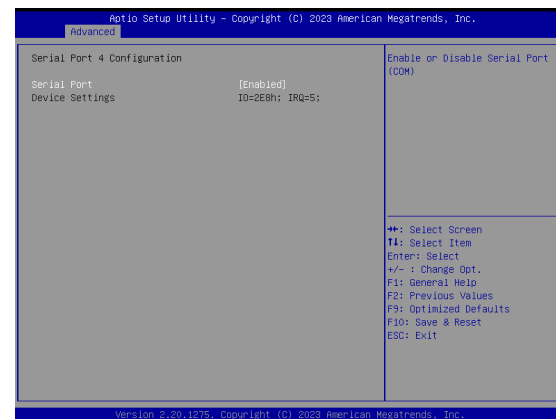 Aptio Setup Utility – Copyright (C) 2023 American Megatrends, Inc.
Advanced
Serial Port 4 Configuration
Serial Port [Enabled]
Device Settings IO=2E8h; IRQ=5;
Enable or Disable Serial Port
(COM)
→←: Select Screen
↑↓: Select Item
Enter: Select
+/- : Change Opt.
F1: General Help
F2: Previous Values
F9: Optimized Defaults
F10: Save & Reset
ESC: Exit
Version 2.20.1275. Copyright (C) 2023 American Megatrends, Inc.